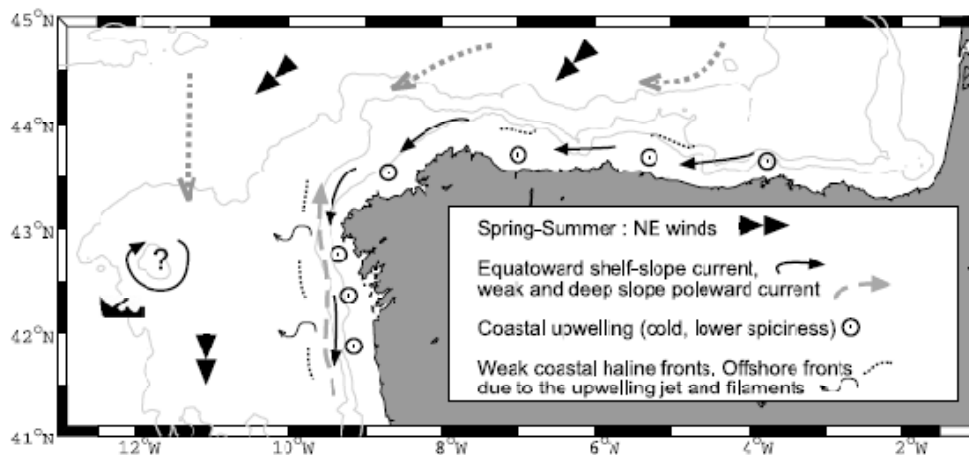 45°N
44°N
43°N
42°N
41°N
?
Spring-Summer : NE winds
Equatoward shelf-slope current,
weak and deep slope poleward current
Coastal upwelling (cold, lower spiciness)
Weak coastal haline fronts. Offshore fronts
due to the upwelling jet and filaments
12°W 10°W 8°W 6°W 4°W 2°W